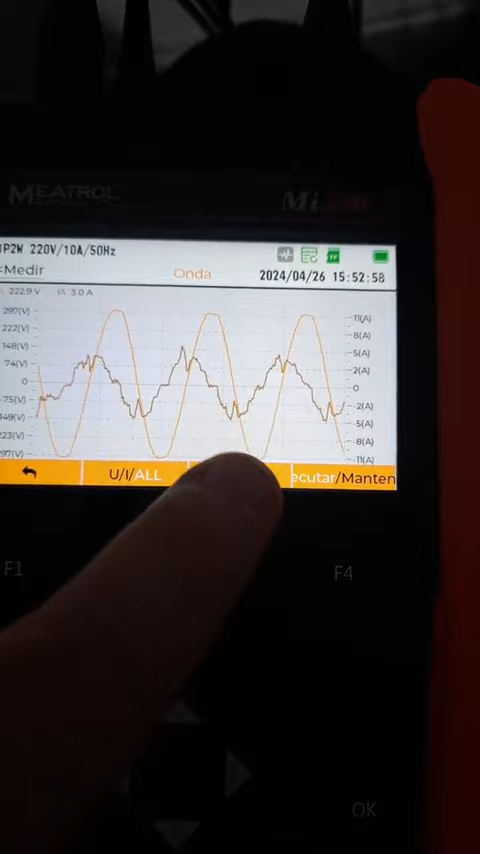 MEATROL
Mi
1P2W 220V/10A/50Hz
<Medir
Onda
2024/04/26 15:52:58
222.9 V IA 3.0 A
297(V) 11(A)
222(V) 8(A)
148(V) 5(A)
74(V) 2(A)
0 0
-75(V) -2(A)
149(V) -5(A)
223(V) -8(A)
97(V) -11(A)
U/I/ALL
ecutar/Manten
F1
F4
OK